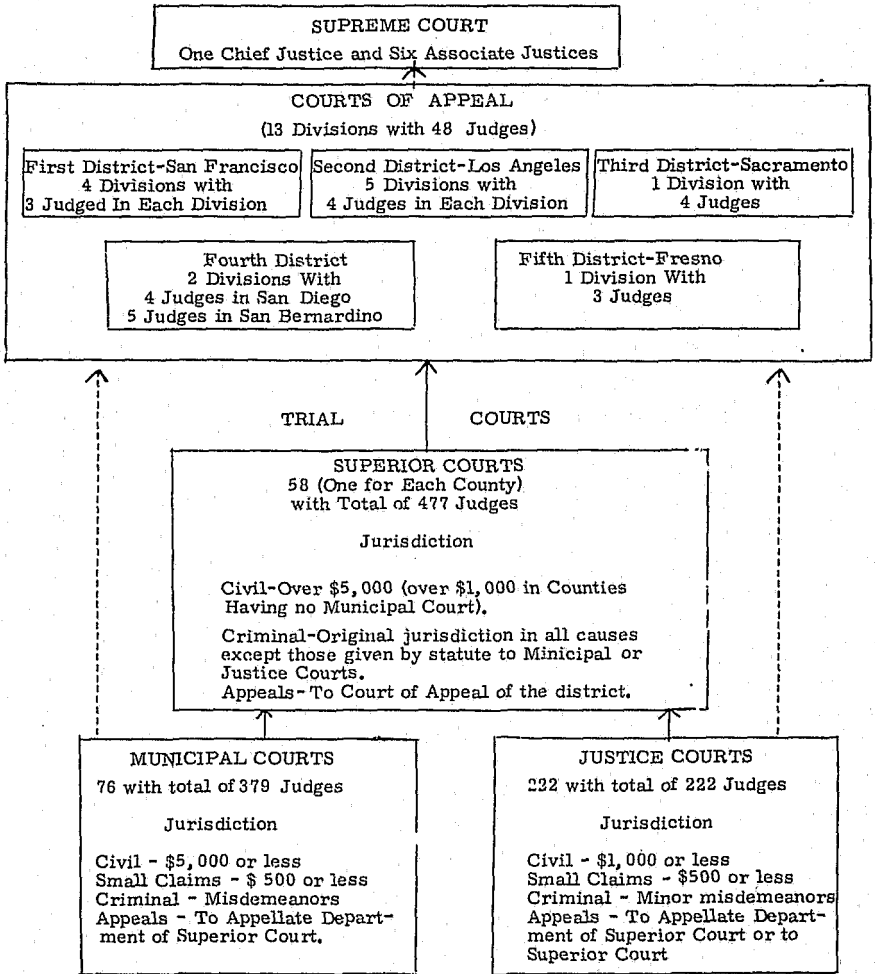 SUPREME COURT
One Chief Justice and Six Associate Justices
COURTS OF APPEAL
(13 Divisions with 48 Judges)
First District-San Francisco
4 Divisions with
3 Judged In Each Division
Second District-Los Angeles
5 Divisions with
4 Judges in Each Division
Third District-Sacramento
1 Division with
4 Judges
Fourth District
2 Divisions With
4 Judges in San Diego
5 Judges in San Bernardino
Fifth District-Fresno
1 Division With
3 Judges
TRIAL COURTS
SUPERIOR COURTS
58 (One for Each County)
with Total of 477 Judges
Jurisdiction
Civil-Over $5,000 (over $1,000 in Counties
Having no Municipal Court).
Criminal-Original jurisdiction in all causes
except those given by statute to Minicipal or
Justice Courts.
Appeals-To Court of Appeal of the district.
MUNICIPAL COURTS
76 with total of 379 Judges
Jurisdiction
Civil - $5,000 or less
Small Claims - $ 500 or less
Criminal - Misdemeanors
Appeals - To Appellate Depart-
ment of Superior Court.
JUSTICE COURTS
222 with total of 222 Judges
Jurisdiction
Civil - $1,000 or less
Small Claims - $500 or less
Criminal - Minor misdemeanors
Appeals - To Appellate Depart-
ment of Superior Court or to
Superior Court